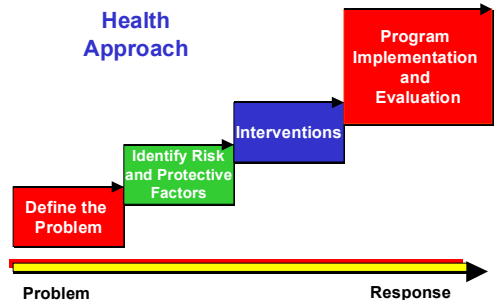 Health
Approach
Define the
Problem
Identify Risk
and Protective
Factors
Interventions
Program
Implementation
and
Evaluation
Problem
Response